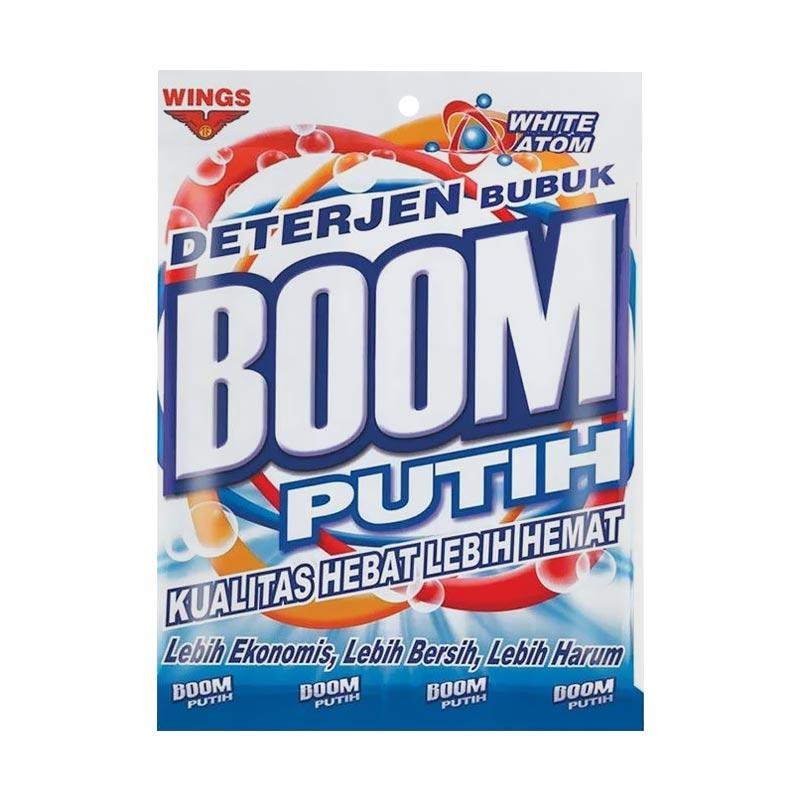 WINGS
WHITE
ATOM
DETERJEN BUBUK
BOOM
PUTIH
KUALITAS HEBAT LEBIH HEMAT
Lebih Ekonomis, Lebih Bersih, Lebih Harum
BOOM PUTIH BOOM PUTIH BOOM PUTIH BOOM PUTIH